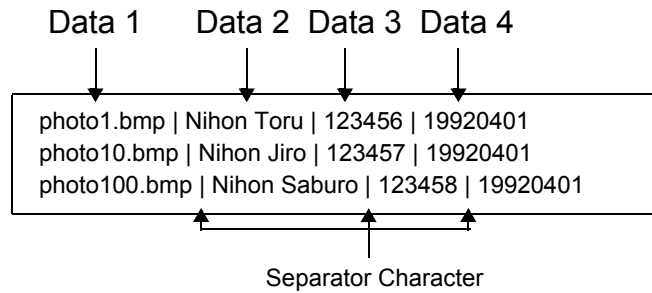 Data 1 Data 2 Data 3 Data 4
photo1.bmp | Nihon Toru | 123456 | 19920401
photo10.bmp | Nihon Jiro | 123457 | 19920401
photo100.bmp | Nihon Saburo | 123458 | 19920401
Separator Character